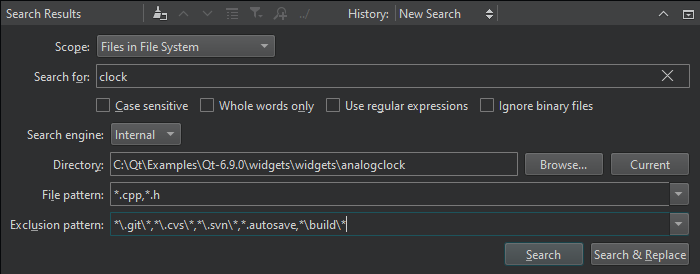 Search Results History: New Search
Scope: Files in File System
Search for: clock
Case sensitive Whole words only Use regular expressions Ignore binary files
Search engine: Internal
Directory: C:\Qt\Examples\Qt-6.9.0\widgets\widgets\analogclock Browse... Current
File pattern: *.cpp,*.h
Exclusion pattern: *\.git\*,*\.cvs\*,*\.svn\*,*.autosave,*\build\*
Search Search & Replace